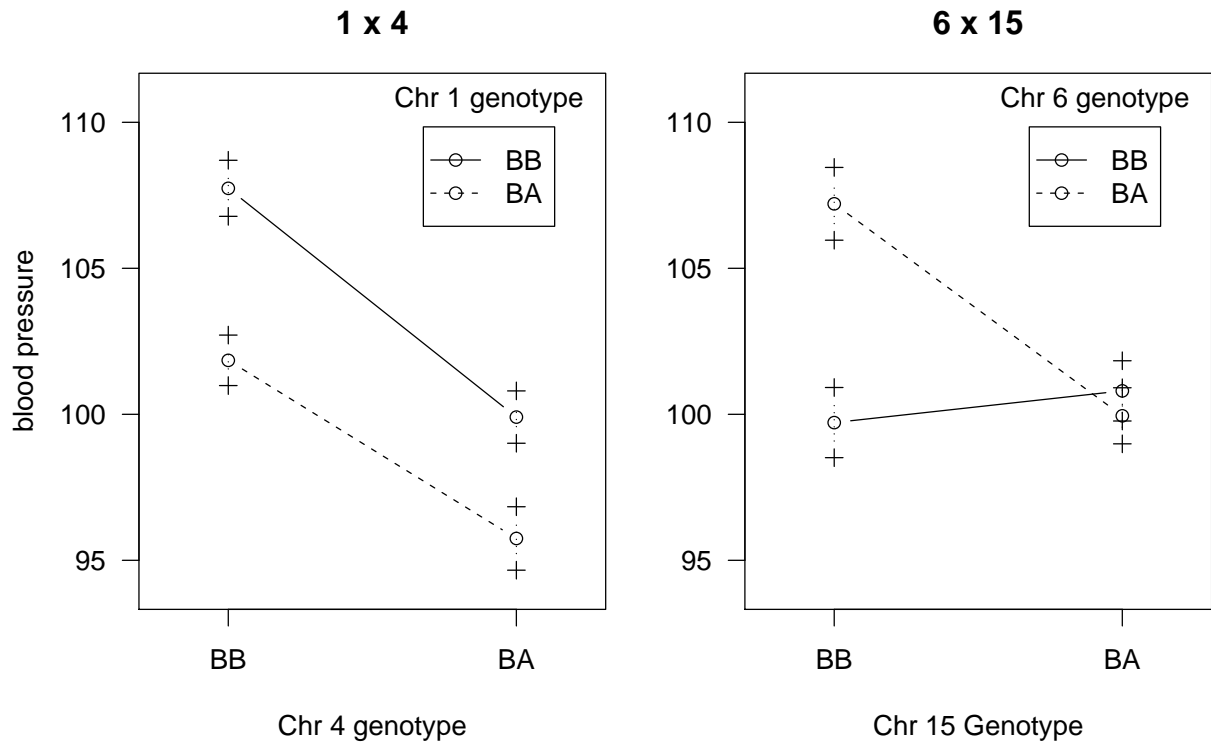 1 x 4
Chr 1 genotype
BB
BA
110
105
100
95
blood pressure
BB
BA
Chr 4 genotype
6 x 15
Chr 6 genotype
BB
BA
110
105
100
95
BB
BA
Chr 15 Genotype